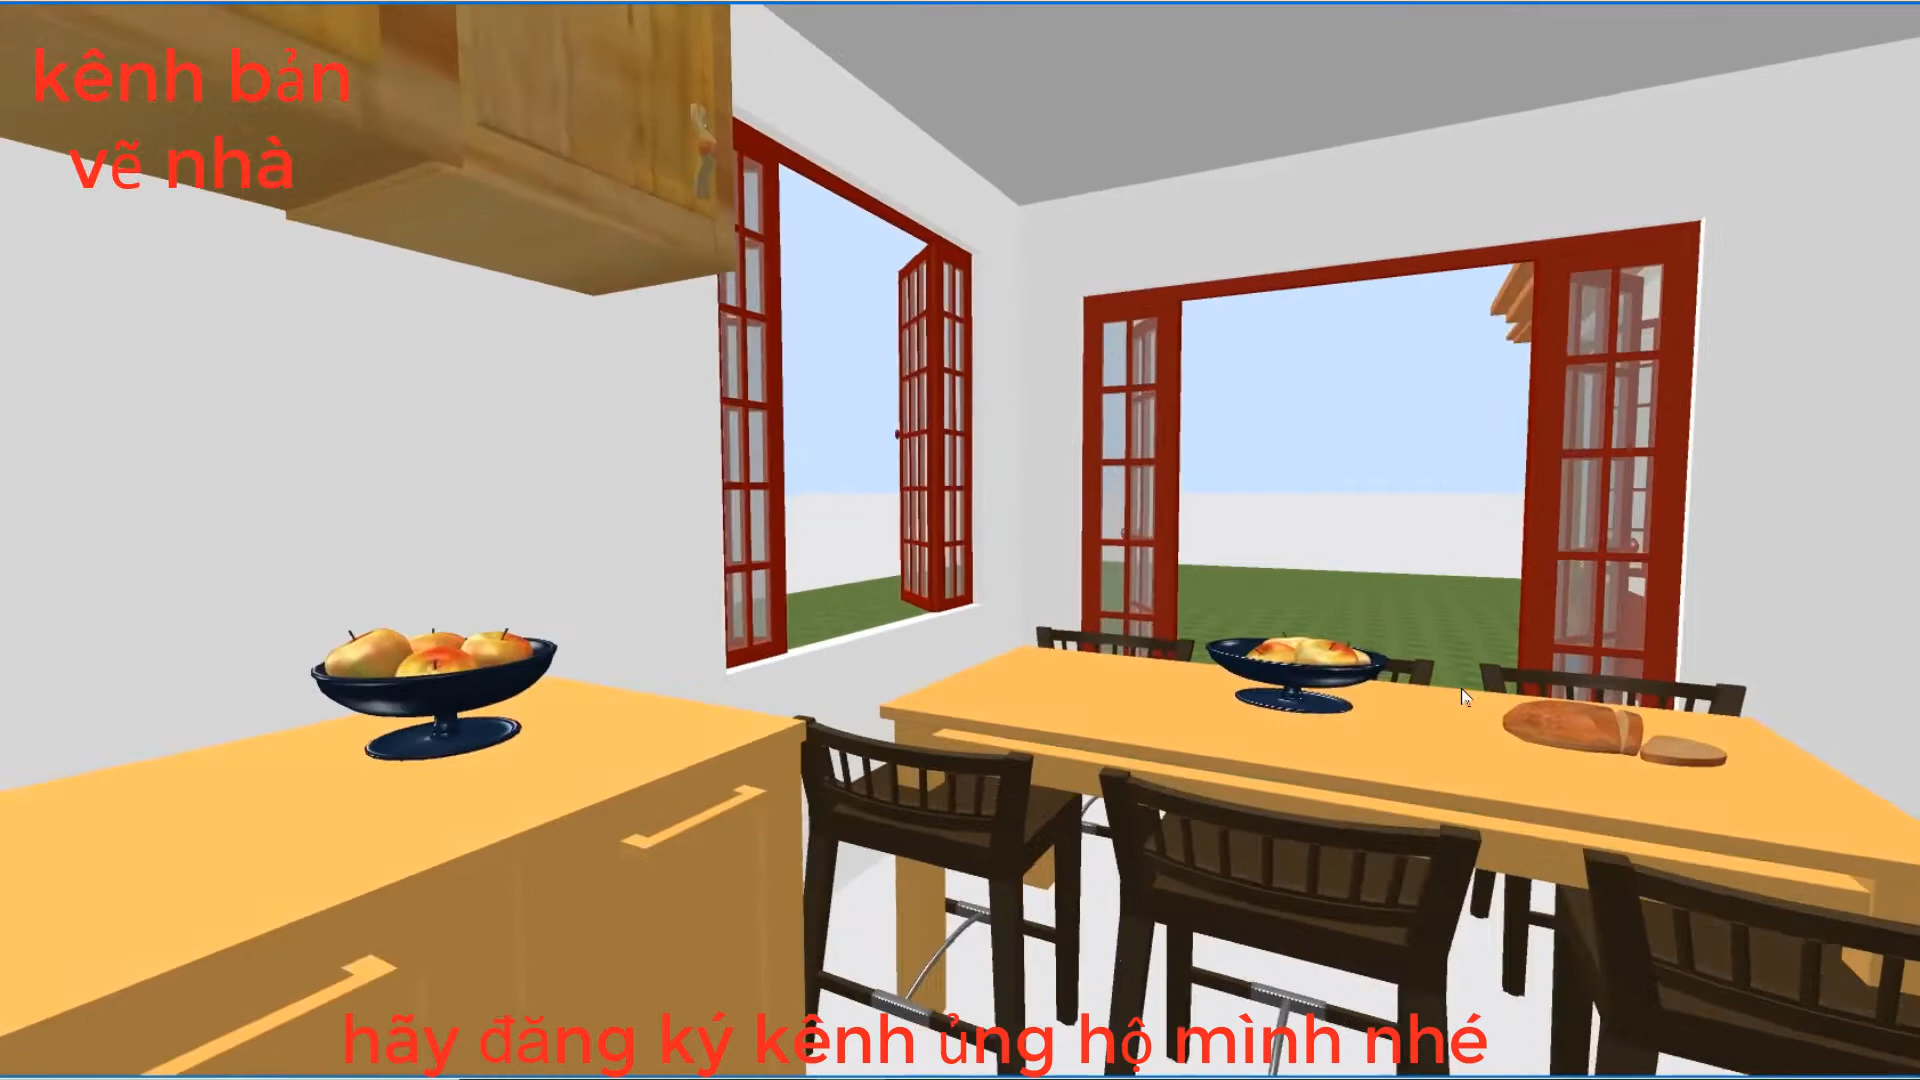 kênh bản
vẽ nhà
hãy đăng ký kênh ủng hộ mình nhé